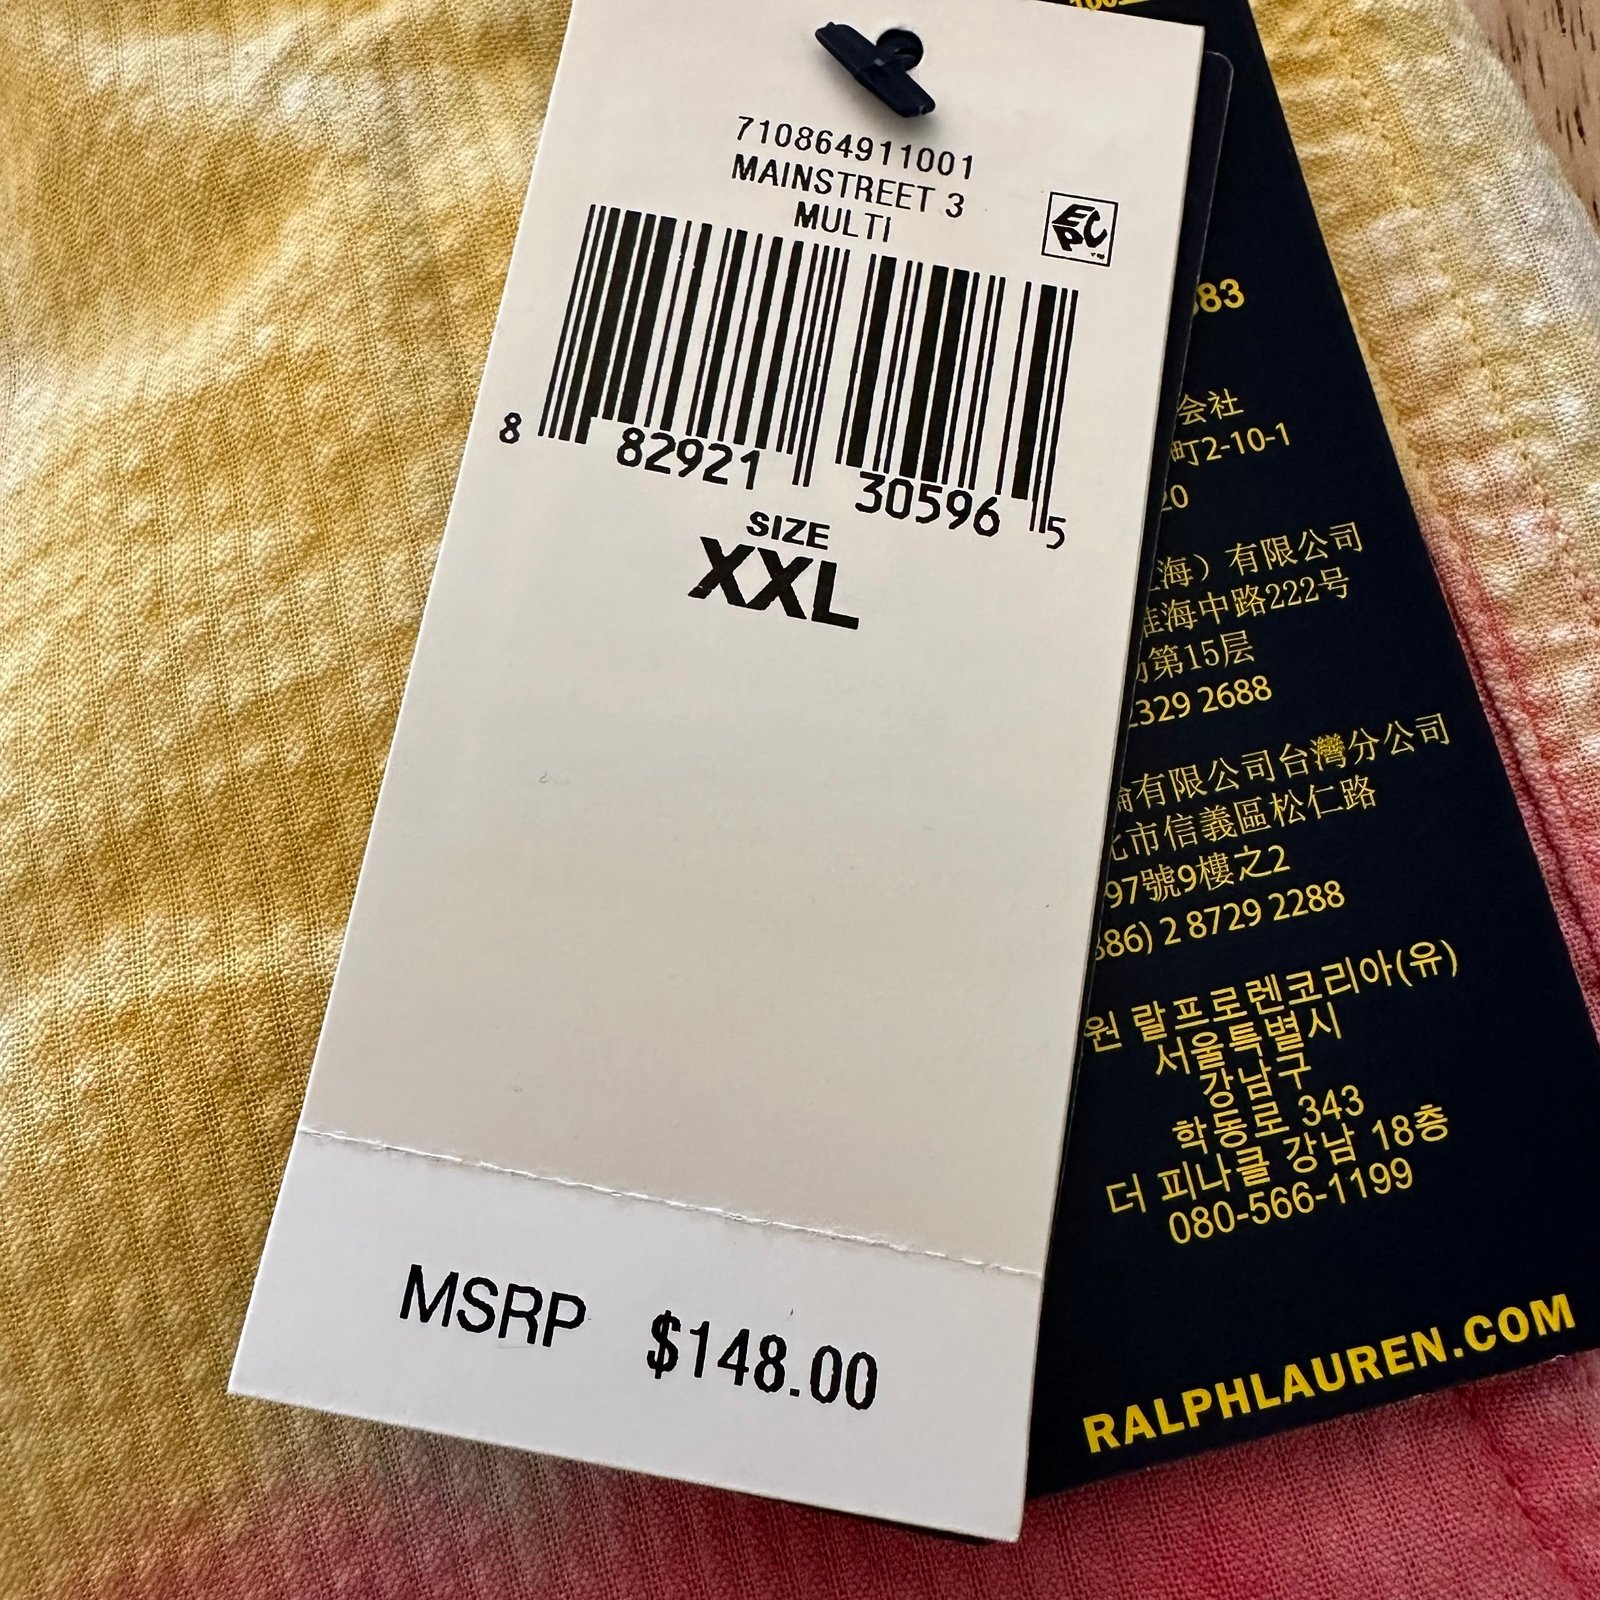 710864911001
MAINSTREET 3
MULTI
EPC
8 82921 30596 5
SIZE
XXL
MSRP $148.00
83
会社
町2-10-1
20
海）有限公司
淮海中路222号
第15层
2329 2688
有限公司台灣分公司
北市信義區松仁路
97號9樓之2
886) 2 8729 2288
원 랄프로렌코리아(유)
서울특별시
강남구
학동로 343
더 피나클 강남 18층
080-566-1199
RALPHLAUREN.COM